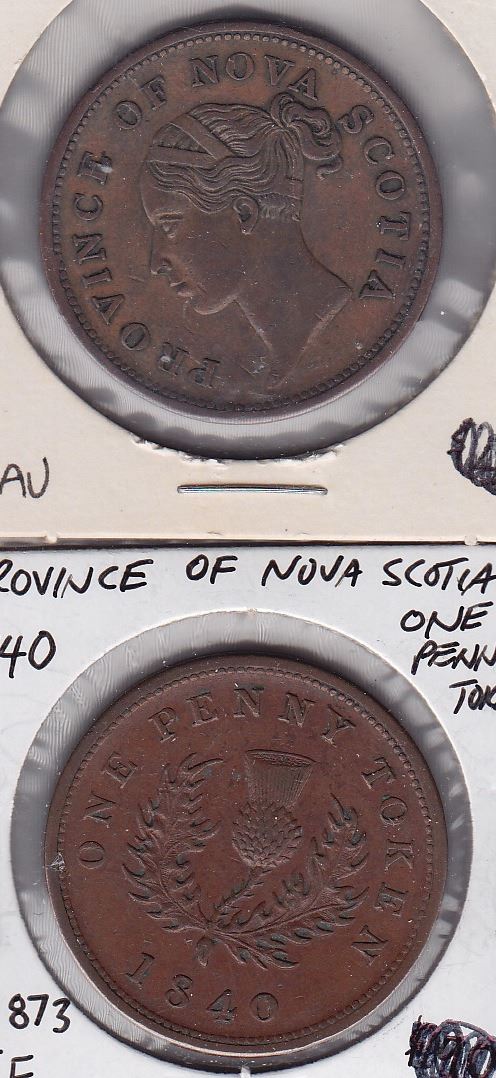 PROVINCE OF NOVA SCOTIA
AU
ROVINCE OF NOVA SCOTIA
ONE
PENN
TOK
40
ONE PENNY TOKEN
1840
873